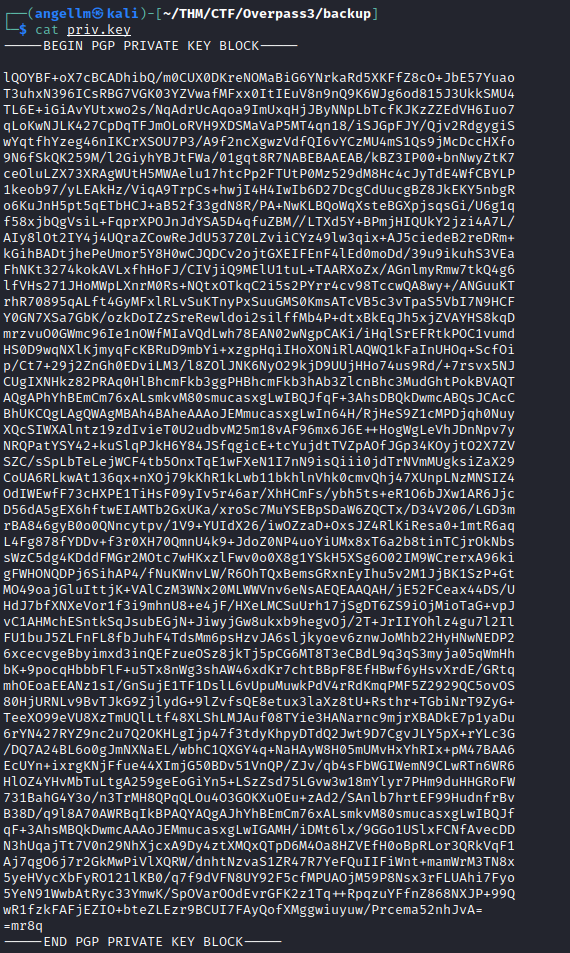 ┌──(angellm㉿kali)-[~/THM/CTF/Overpass3/backup]
└─$ cat priv.key
-----BEGIN PGP PRIVATE KEY BLOCK-----

lQOYBF+oX7cBCADhibQ/m0CUX0DKreNOMaBiG6YNrkaRd5XKFfZ8cO+JbE57Yuao
T3uhxN396ICsRBG7VGK03YZVwafMFxx0ItIEuV8n9nQ9K6WJg6od815J3UkkSMU4
TL6E+iGiAvYUtxwo2s/NqAdrUcAqoa9ImUxqHjJByNNpLbTcfKJKzZZEdVH6Iuo7
qLoKwNJLK427CpDqTFJmOLoRVH9XDSMaVaP5MT4qn18/iSJGpFJY/Qjv2RdgygiS
wYqtfhYzeg46nIKCrXSOU7P3/A9f2ncXgwzVdfQI6vYCzMU4mS1Qs9jMcDccHXfo
9N6fSkQK259M/l2GiyhYBJtFWa/01gqt8R7NABEBAAEAB/kBZ3IP00+bnNwyZtK7
ceOluLZX73XRAgWUtH5MWAelu17htcPp2FTUtP0Mz529dM8Hc4cJyTdE4WfCBYLP
1keob97/yLEAkHz/ViqA9TrpCs+hwjI4H4IwIb6D27DcgCdUucgBZ8JkEKY5nbgR
o6KuJnH5pt5qETbHCJ+aB52f33gdN8R/PA+NwKLBQoWqXsteBGXpjsqsGi/U6g1q
f58xjbQgVsiL+FqprXPOJnJdYSA5D4qfuZBM//LTXd5Y+BPmjHIQUkY2jzi4A7L/
AIy8lOt2IY4j4UQraZCowReJdU537Z0LZviiCYz49lw3qix+AJ5ciedeB2reDRm+
kGihBADtjhePeUmor5Y8H0wCJQDCv2ojtGXEIFEnF4lEd0moDd/39u9ikuhS3VEa
FhNKt3274kokAVLxfhHoFJ/CIVjiQ9MElU1tuL+TAARXoZx/AGnlmyRmw7tkQ4g6
lfVHs271JHoMWpLXnrM0Rs+NQtxOTkqC2i5s2PYrr4cv98TccwQA8wy+/ANGuuKT
rhR70895qALft4GyMFxlRLvSuKTnyPxSuuGMS0KmsATcVB5c3vTpaS5VbI7N9HCF
Y0GN7XSa7GbK/ozkDoIZzSreRewldoi2silffMb4P+dtxBkEqJh5xjZVAYHS8kqD
mrzvuO0GWmc96Ie1nOWfMIaVQdLwh78EAN02wNgpCAKi/iHqlSrEFRtkPOC1vumd
HS0D9wqNXlKjmyqFcKBRuD9mbYi+xzgpHqiIHoXONiRlAQWQ1kFaInUHOq+ScfOi
p/Ct7+29j2ZnGh0EDviLM3/l8ZOlJNK6NyO29kjD9UUjHHo74us9Rd/+7rsvx5NJ
CUgIXNHkz82PRAq0HlBhcmFkb3ggPHBhcmFkb3hAb3ZlcnBhc3MudGhtPokBVAQT
AQgAPhYhBEmCm76xALsmkvM80smucasxgLwIBQJfqF+3AhsDBQkDwmcABQsJCAcC
BhUKCQgLAgQWAgMBAh4BAheAAAoJEMmucasxgLwIn64H/RjHeS9Z1cMPDjqh0Nuy
XQcSIWXAlntz19zdIvieT0U2udbvM25m18vAF96mx6J6E++HogWgLeVhJDnNpv7y
NRQPatYSY42+kuSlqPJkH6Y84JSfqgicE+tcYujdtTVZpAOfJGp34KOyjtO2X7ZV
SZC/sSpLbTeLejWCF4tb5OnxTqE1wFXeN1I7nN9isQiii0jdTrNVmMUgksiZaX29
CoUA6RLkwAt136qx+nXOj79kKhR1kLwb11bkhlnVhk0cmvQhj47XUnpLNzMNSIZ4
OdIWEwfF73cHXPE1TiHsF09yIv5r46ar/XhHCmFs/ybh5ts+eR1O6bJXw1AR6Jjc
D56dA5gEX6hftwEIAMTb2GxUKa/xroSc7MuYSEBpSDaW6ZQCTx/D34V206/LGD3m
rBA846gyB0o0QNncytpv/1V9+YUIdX26/iwOZzaD+OxsJZ4RlKiResa0+1mtR6aq
L4Fg878fYDDv+f3r0XH70QmnU4k9+JdoZ0NP4uoYiUMx8xT6a2b8tinTCjrOkNbs
sWzC5dg4KDddFMGr2MOtc7wHKxzlFwv0o0X8g1YSkH5XSg6O02IM9WCrerxA96ki
gFWHONQDPj6SihAP4/fNuKWnvLW/R6OhTQxBemsGRxnEyIhu5v2M1JjBK1SzP+Gt
MO49oajGluIttjK+VAlCzM3WNx20MLWWVnv6eNsAEQEAAQAH/jE52FCeax44DS/U
HdJ7bfXNXeVor1f3i9mhnU8+e4jF/HXeLMCSuUrh17jSgDT6ZS9iOjMioTaG+vpJ
vC1AHMchESntkSqJsubEGjN+JiwyjGw8ukxb9hegvOj/2T+JrIIYOhlz4gu7l2Il
FU1buJ5ZLFnFL8fbJuhF4TdsMm6psHzvJA6sljkyoev6znwJoMhb22HyHNwNEDP2
6xcecvgeBbyimxd3inQEFzueOSz8jkTj5pCG6MT8T3eCBdL9q3qS3myja05qWmHh
bK+9pocqHbbbFlF+u5Tx8nWg3shAW46xdKr7chtBBpF8EfHBwf6yHsvXrdE/GRtq
mhOEoaEEANz1sI/GnSujE1TF1DslL6vUpuMuwkPdV4rRdKmqPMF5Z2929QC5ovOS
80HjURNLv9BvTJkG9ZjlydG+9lZvfsQE8etux3laXz8tU+Rsthr+TGbiNrT9ZyG+
TeeXO99eVU8XzTmUQlLtf48XLShLMJAuf08TYie3HANarnc9mjrXBADkE7p1yaDu
6rYN427RYZ9nc2u7Q2OKHLgIjp47f3tdyKhpyDTdQ2Jwt9D7CgvJLY5pX+rYLc3G
/DQ7A24BL6o0gJmNXNaEL/wbhC1QXGY4q+NaHAyW8H05mUMvHxYhRIx+pM47BAA6
EcUYn+ixrgKNjFfue44XImjG50BDv51VnQP/ZJv/qb4sFbWGIWemN9CLwRTn6WR6
HlOZ4YHvMbTuLtgA259geEoGiYn5+LSzZsd75LGvw3w18mYlyr7PHm9duHHGRoFW
731BahG4Y3o/n3TrMH8QPqQLOu4O3GOKXuOEu+zAd2/SAnlb7hrtEF99HudnfrBv
B38D/q9l8A70AWRBqIkBPAQYAQgAJhYhBEmCm76xALsmkvM80smucasxgLwIBQJf
qF+3AhsMBQkDwmcAAAoJEMmucasxgLwIGAMH/iDMt6lx/9GGo1USlxFCNfAvecDD
N3hUqajTt7V0n29NhXjcxA9Dy4ztXMQxQTpD6M4Oa8HZVEfH0oBpRLor3QRkVqF1
Aj7qgO6j7r2GkMwPiVlXQRW/dnhtNzvaS1ZR47R7YeFQuIIFiWnt+mamWrM3TN8x
5yeHVycXbFyRO121lKB0/q7f9dVFN8UY92F5cfMPUAOjM59P8Nsx3rFLUAhi7Fyo
5YeN91WwbAtRyc33YmwK/SpOVarOOdEvrGFK2z1Tq++RpqzuYFfnZ868NXJP+99Q
wR1fzkFAFjEZIO+bteZLEzr9BCUI7FAyQofXMggwiuyuw/Prcema52nhJvA=
=mr8q
-----END PGP PRIVATE KEY BLOCK-----